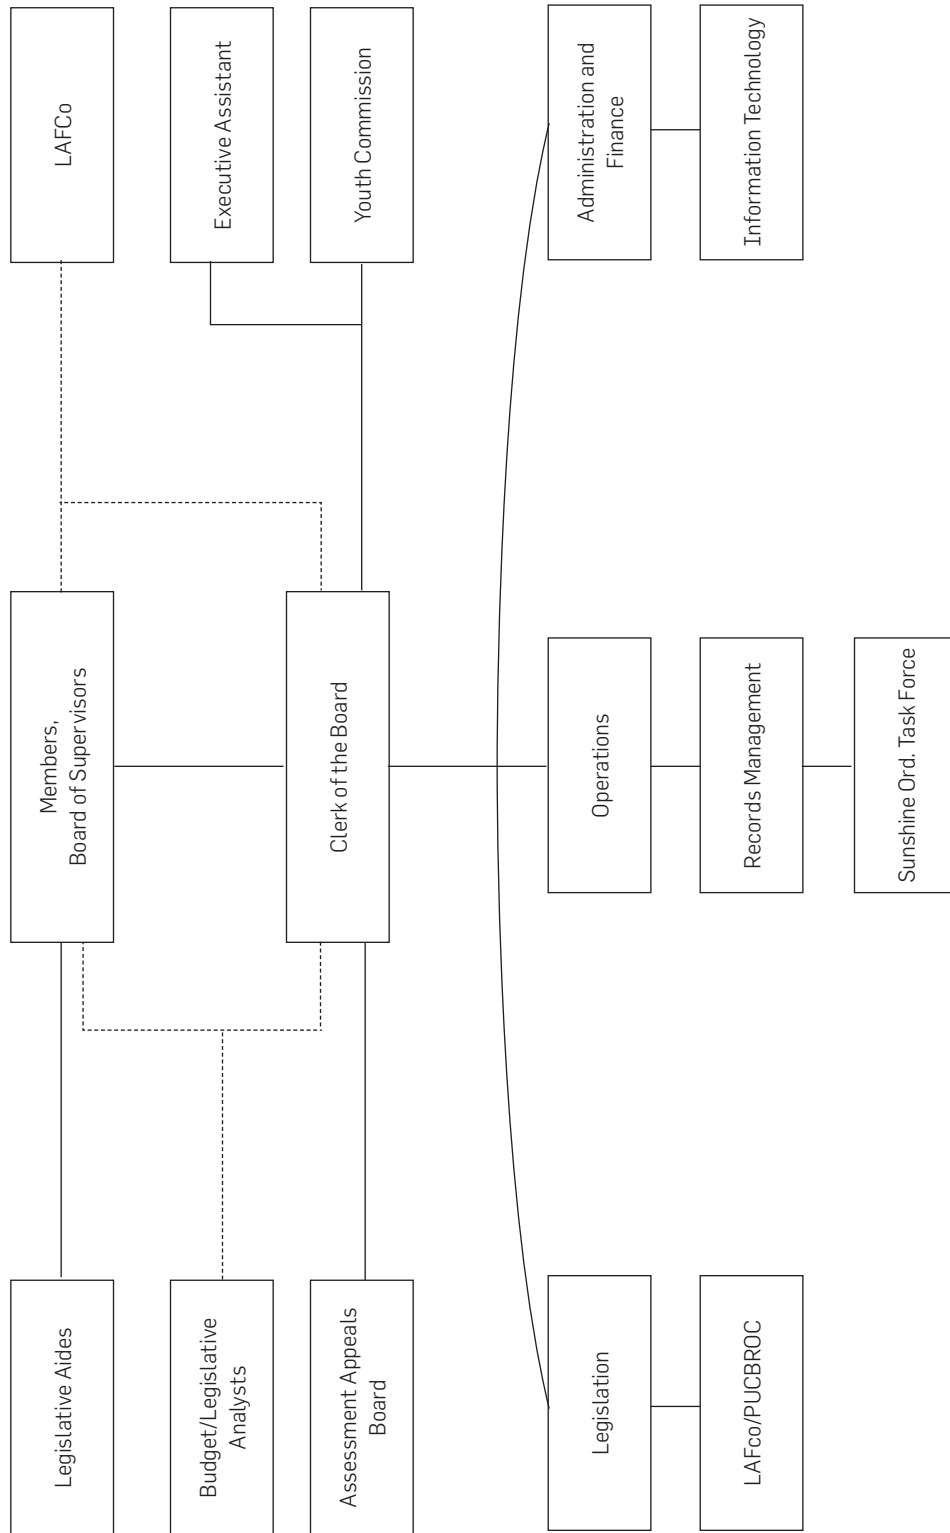 Legislative Aides
Members,
Board of Supervisors
LAFCo
Budget/Legislative
Analysts
Executive Assistant
Assessment Appeals
Board
Clerk of the Board
Youth Commission
Legislation
Operations
Administration and
Finance
LAFco/PUCBROC
Records Management
Information Technology
Sunshine Ord. Task Force